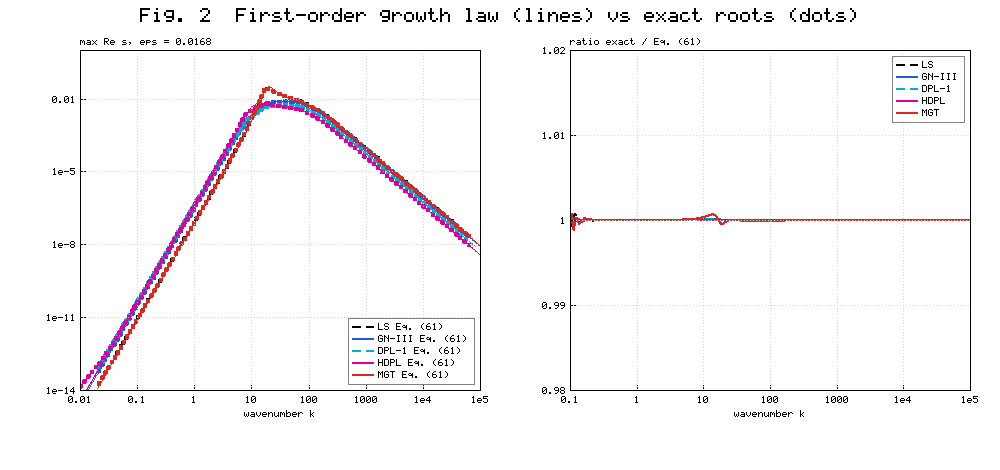 Fig. 2 First-order growth law (lines) vs exact roots (dots)
max Re s, eps = 0.0168
0.01
1e-5
1e-8
1e-11
1e-14
0.01 0.1 1 10 100 1000 1e4 1e5
wavenumber k
LS Eq. (61)
GN-III Eq. (61)
DPL-1 Eq. (61)
HDPL Eq. (61)
MGT Eq. (61)
ratio exact / Eq. (61)
1.02
1.01
1
0.99
0.98
0.1 1 10 100 1000 1e4 1e5
wavenumber k
LS
GN-III
DPL-1
HDPL
MGT